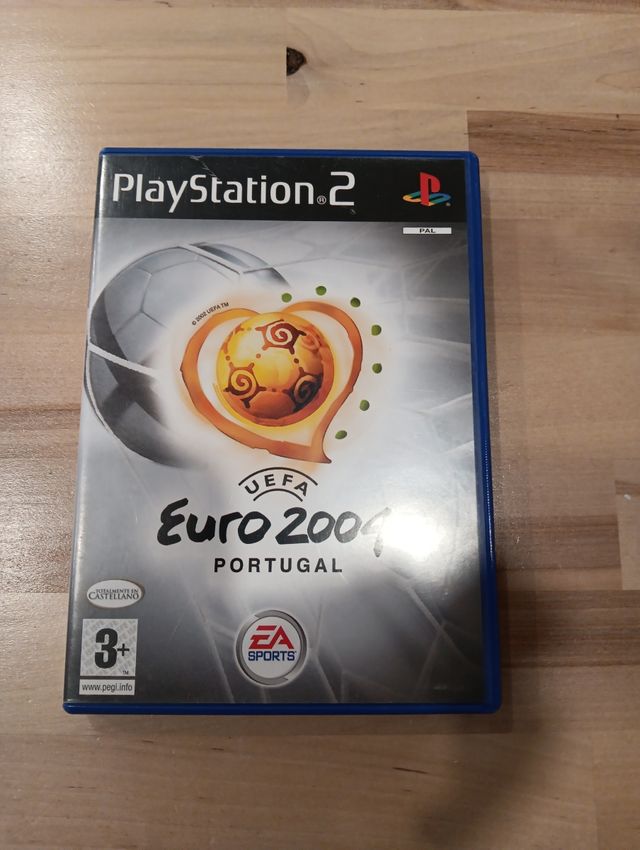 PlayStation®2
PAL
© 2002 UEFA TM
UEFA
Euro 2004
PORTUGAL
TOTALMENTE EN
CASTELLANO
3+
TM
www.pegi.info
EA
SPORTS